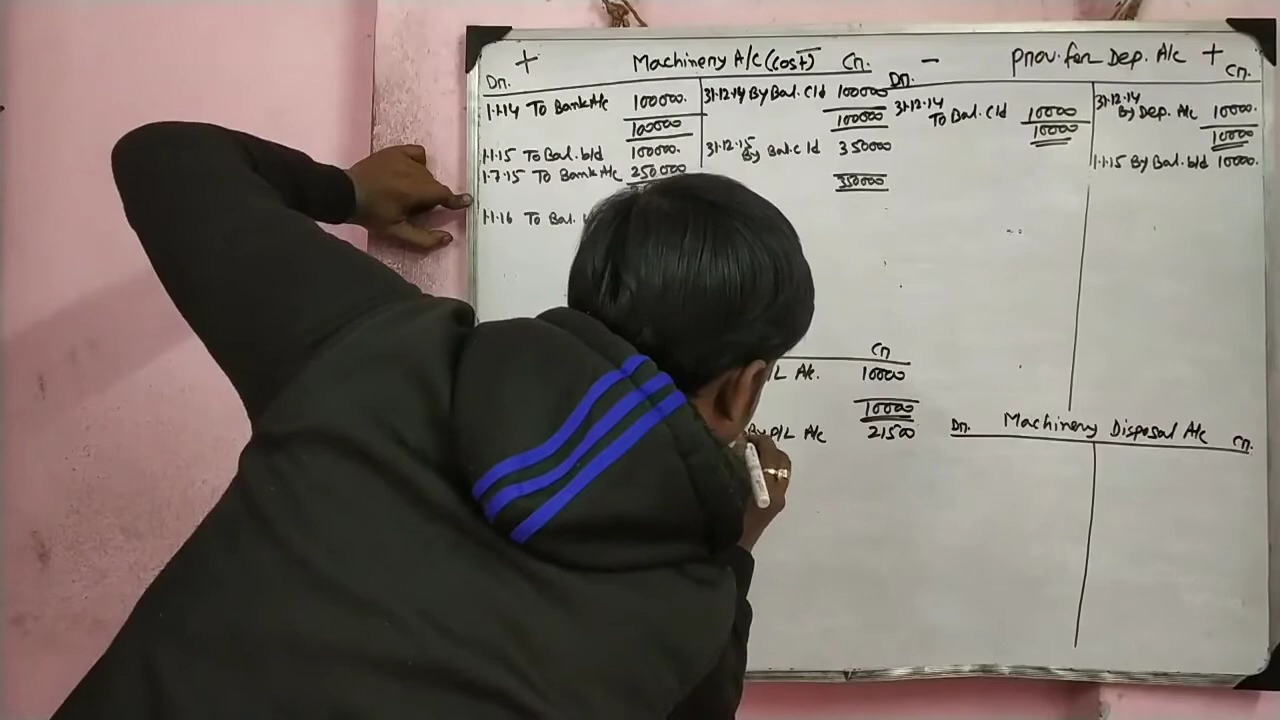 + Machinery A/c (cost) Cr.
Dr.
1.1.14 To Bank A/c 100000. 31.12.14 By Bal. C/d 100000
100000 100000
1.1.15 To Bal. b/d 100000. 31.12.15 By Bal. C/d 350000
1.7.15 To Bank A/c 250000 350000
1.1.16 To Bal.
- Prov. for Dep. A/c +
Dr. Cr.
31.12.14 To Bal. C/d 10000 31.12.14 By Dep. A/c 10000.
10000 10000
1.1.15 By Bal. b/d 10000.
Cr
/L A/c. 10000
10000
By P/L A/c 21500
Dr. Machinery Disposal A/c Cr.